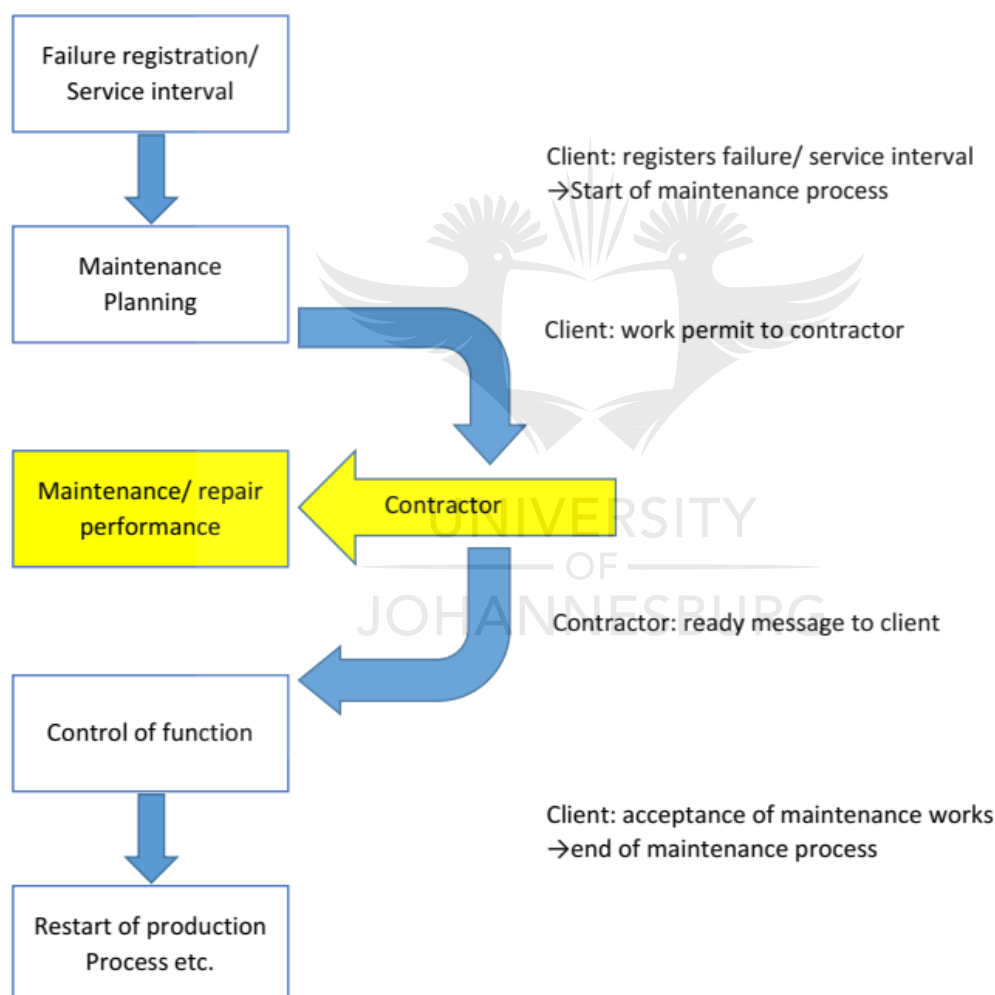 Failure registration/
Service interval
Client: registers failure/ service interval
→Start of maintenance process
Maintenance
Planning
Client: work permit to contractor
Maintenance/ repair
performance
Contractor
UNIVERSITY
OF
JOHANNESBURG
Contractor: ready message to client
Control of function
Client: acceptance of maintenance works
→end of maintenance process
Restart of production
Process etc.